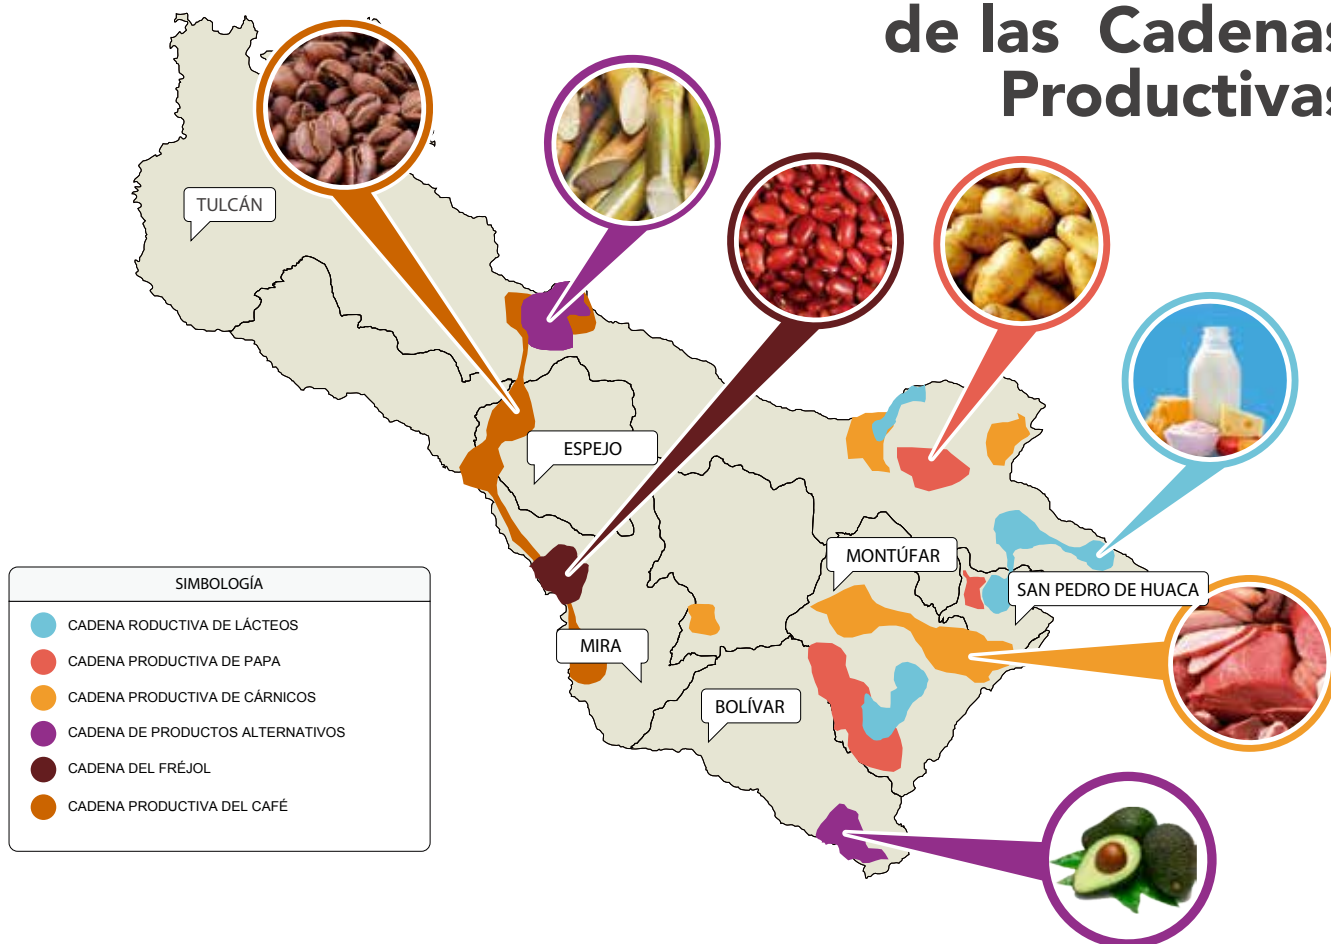 de las Cadenas
Productivas
TULCÁN
ESPEJO
MONTÚFAR
SAN PEDRO DE HUACA
MIRA
BOLÍVAR
SIMBOLOGÍA
CADENA RODUCTIVA DE LÁCTEOS
CADENA PRODUCTIVA DE PAPA
CADENA PRODUCTIVA DE CÁRNICOS
CADENA DE PRODUCTOS ALTERNATIVOS
CADENA DEL FRÉJOL
CADENA PRODUCTIVA DEL CAFÉ